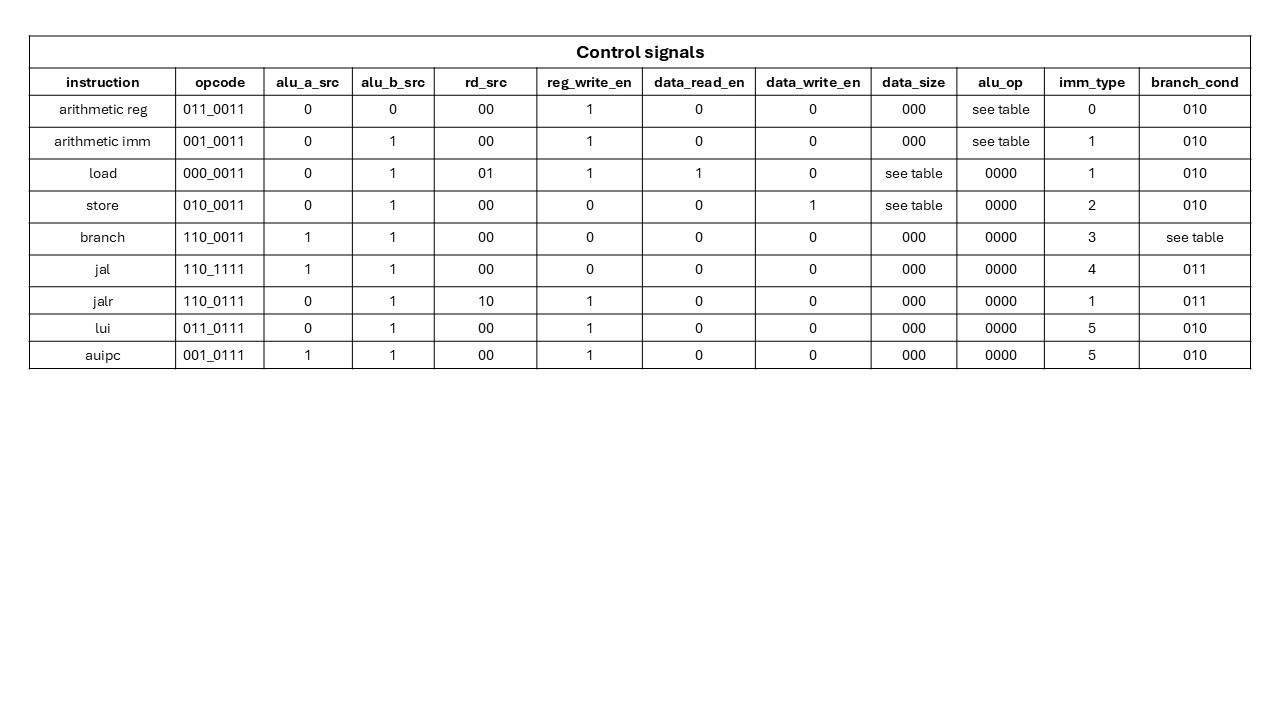 Control signals
instruction opcode alu_a_src alu_b_src rd_src reg_write_en data_read_en data_write_en data_size alu_op imm_type branch_cond
arithmetic reg 011_0011 0 0 00 1 0 0 000 see table 0 010
arithmetic imm 001_0011 0 1 00 1 0 0 000 see table 1 010
load 000_0011 0 1 01 1 1 0 see table 0000 1 010
store 010_0011 0 1 00 0 0 1 see table 0000 2 010
branch 110_0011 1 1 00 0 0 0 000 0000 3 see table
jal 110_1111 1 1 00 0 0 0 000 0000 4 011
jalr 110_0111 0 1 10 1 0 0 000 0000 1 011
lui 011_0111 0 1 00 1 0 0 000 0000 5 010
auipc 001_0111 1 1 00 1 0 0 000 0000 5 010